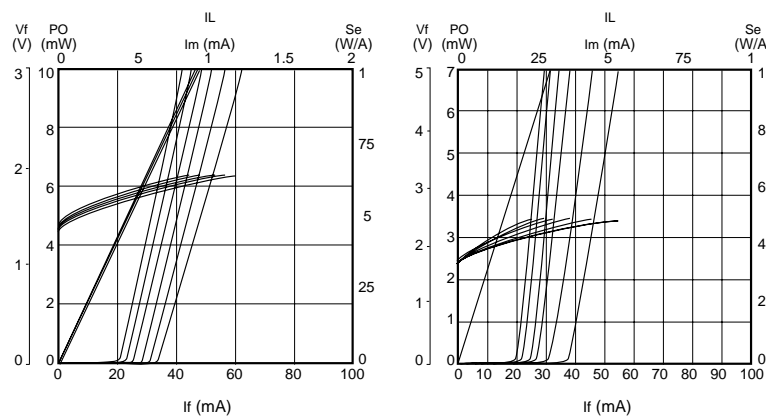 IL
Vf PO Se
(V) (mW) Im (mA) (W/A)
0 5 1 1.5 2
3 10 1
8 75
2 6
5
4
1
2 25
0 0 0
0 20 40 60 80 100
If (mA)
IL
Vf PO Se
(V) (mW) Im (mA) (W/A)
0 25 5 75 1
5 7 10
6
4 8
5
3 4 6
2 3 4
2
1 2
1
0 0
0 10 20 30 40 50 60 70 80 90 100
If (mA)